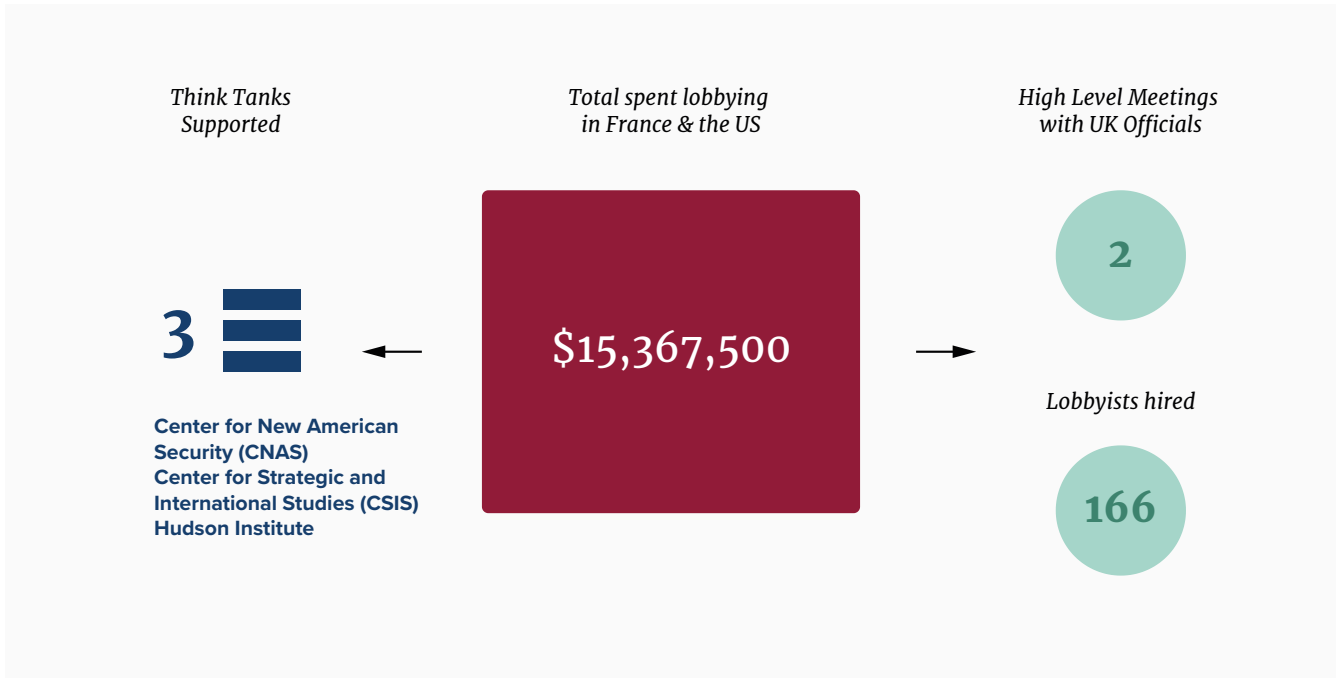 Think Tanks
Supported
3
Center for New American
Security (CNAS)
Center for Strategic and
International Studies (CSIS)
Hudson Institute
Total spent lobbying
in France & the US
$15,367,500
High Level Meetings
with UK Officials
2
Lobbyists hired
166